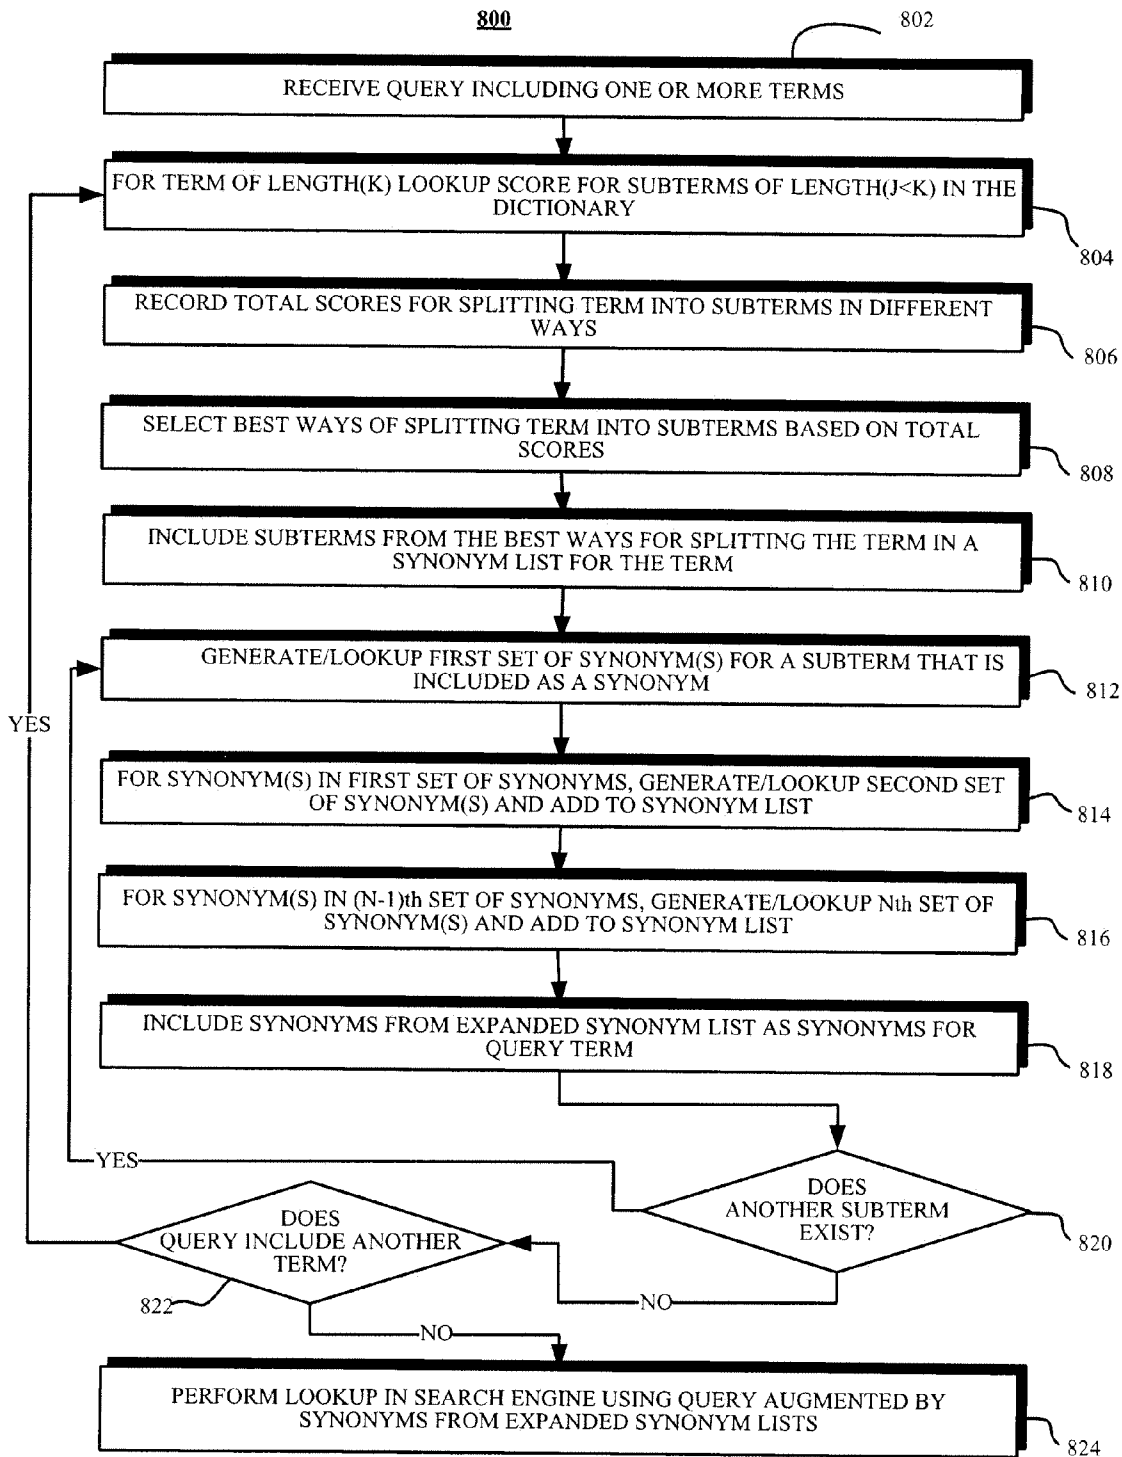 800
802
RECEIVE QUERY INCLUDING ONE OR MORE TERMS
FOR TERM OF LENGTH(K) LOOKUP SCORE FOR SUBTERMS OF LENGTH(J<K) IN THE
DICTIONARY
804
RECORD TOTAL SCORES FOR SPLITTING TERM INTO SUBTERMS IN DIFFERENT
WAYS
806
SELECT BEST WAYS OF SPLITTING TERM INTO SUBTERMS BASED ON TOTAL
SCORES
808
INCLUDE SUBTERMS FROM THE BEST WAYS FOR SPLITTING THE TERM IN A
SYNONYM LIST FOR THE TERM
810
GENERATE/LOOKUP FIRST SET OF SYNONYM(S) FOR A SUBTERM THAT IS
INCLUDED AS A SYNONYM
812
YES
FOR SYNONYM(S) IN FIRST SET OF SYNONYMS, GENERATE/LOOKUP SECOND SET
OF SYNONYM(S) AND ADD TO SYNONYM LIST
814
FOR SYNONYM(S) IN (N-1)th SET OF SYNONYMS, GENERATE/LOOKUP Nth SET OF
SYNONYM(S) AND ADD TO SYNONYM LIST
816
INCLUDE SYNONYMS FROM EXPANDED SYNONYM LIST AS SYNONYMS FOR
QUERY TERM
818
YES
DOES
ANOTHER SUBTERM
EXIST?
820
DOES
QUERY INCLUDE ANOTHER
TERM?
822
NO
NO
PERFORM LOOKUP IN SEARCH ENGINE USING QUERY AUGMENTED BY
SYNONYMS FROM EXPANDED SYNONYM LISTS
824